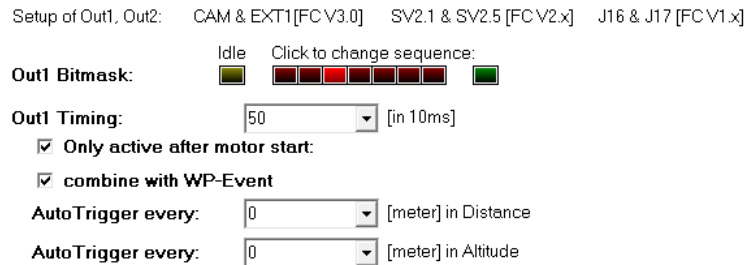 Setup of Out1, Out2: CAM & EXT1[FC V3.0] SV2.1 & SV2.5 [FC V2.x] J16 & J17 [FC V1.x]
Idle Click to change sequence:
Out1 Bitmask:
Out1 Timing: 50 [in 10ms]
Only active after motor start:
combine with WP-Event
AutoTrigger every: 0 [meter] in Distance
AutoTrigger every: 0 [meter] in Altitude